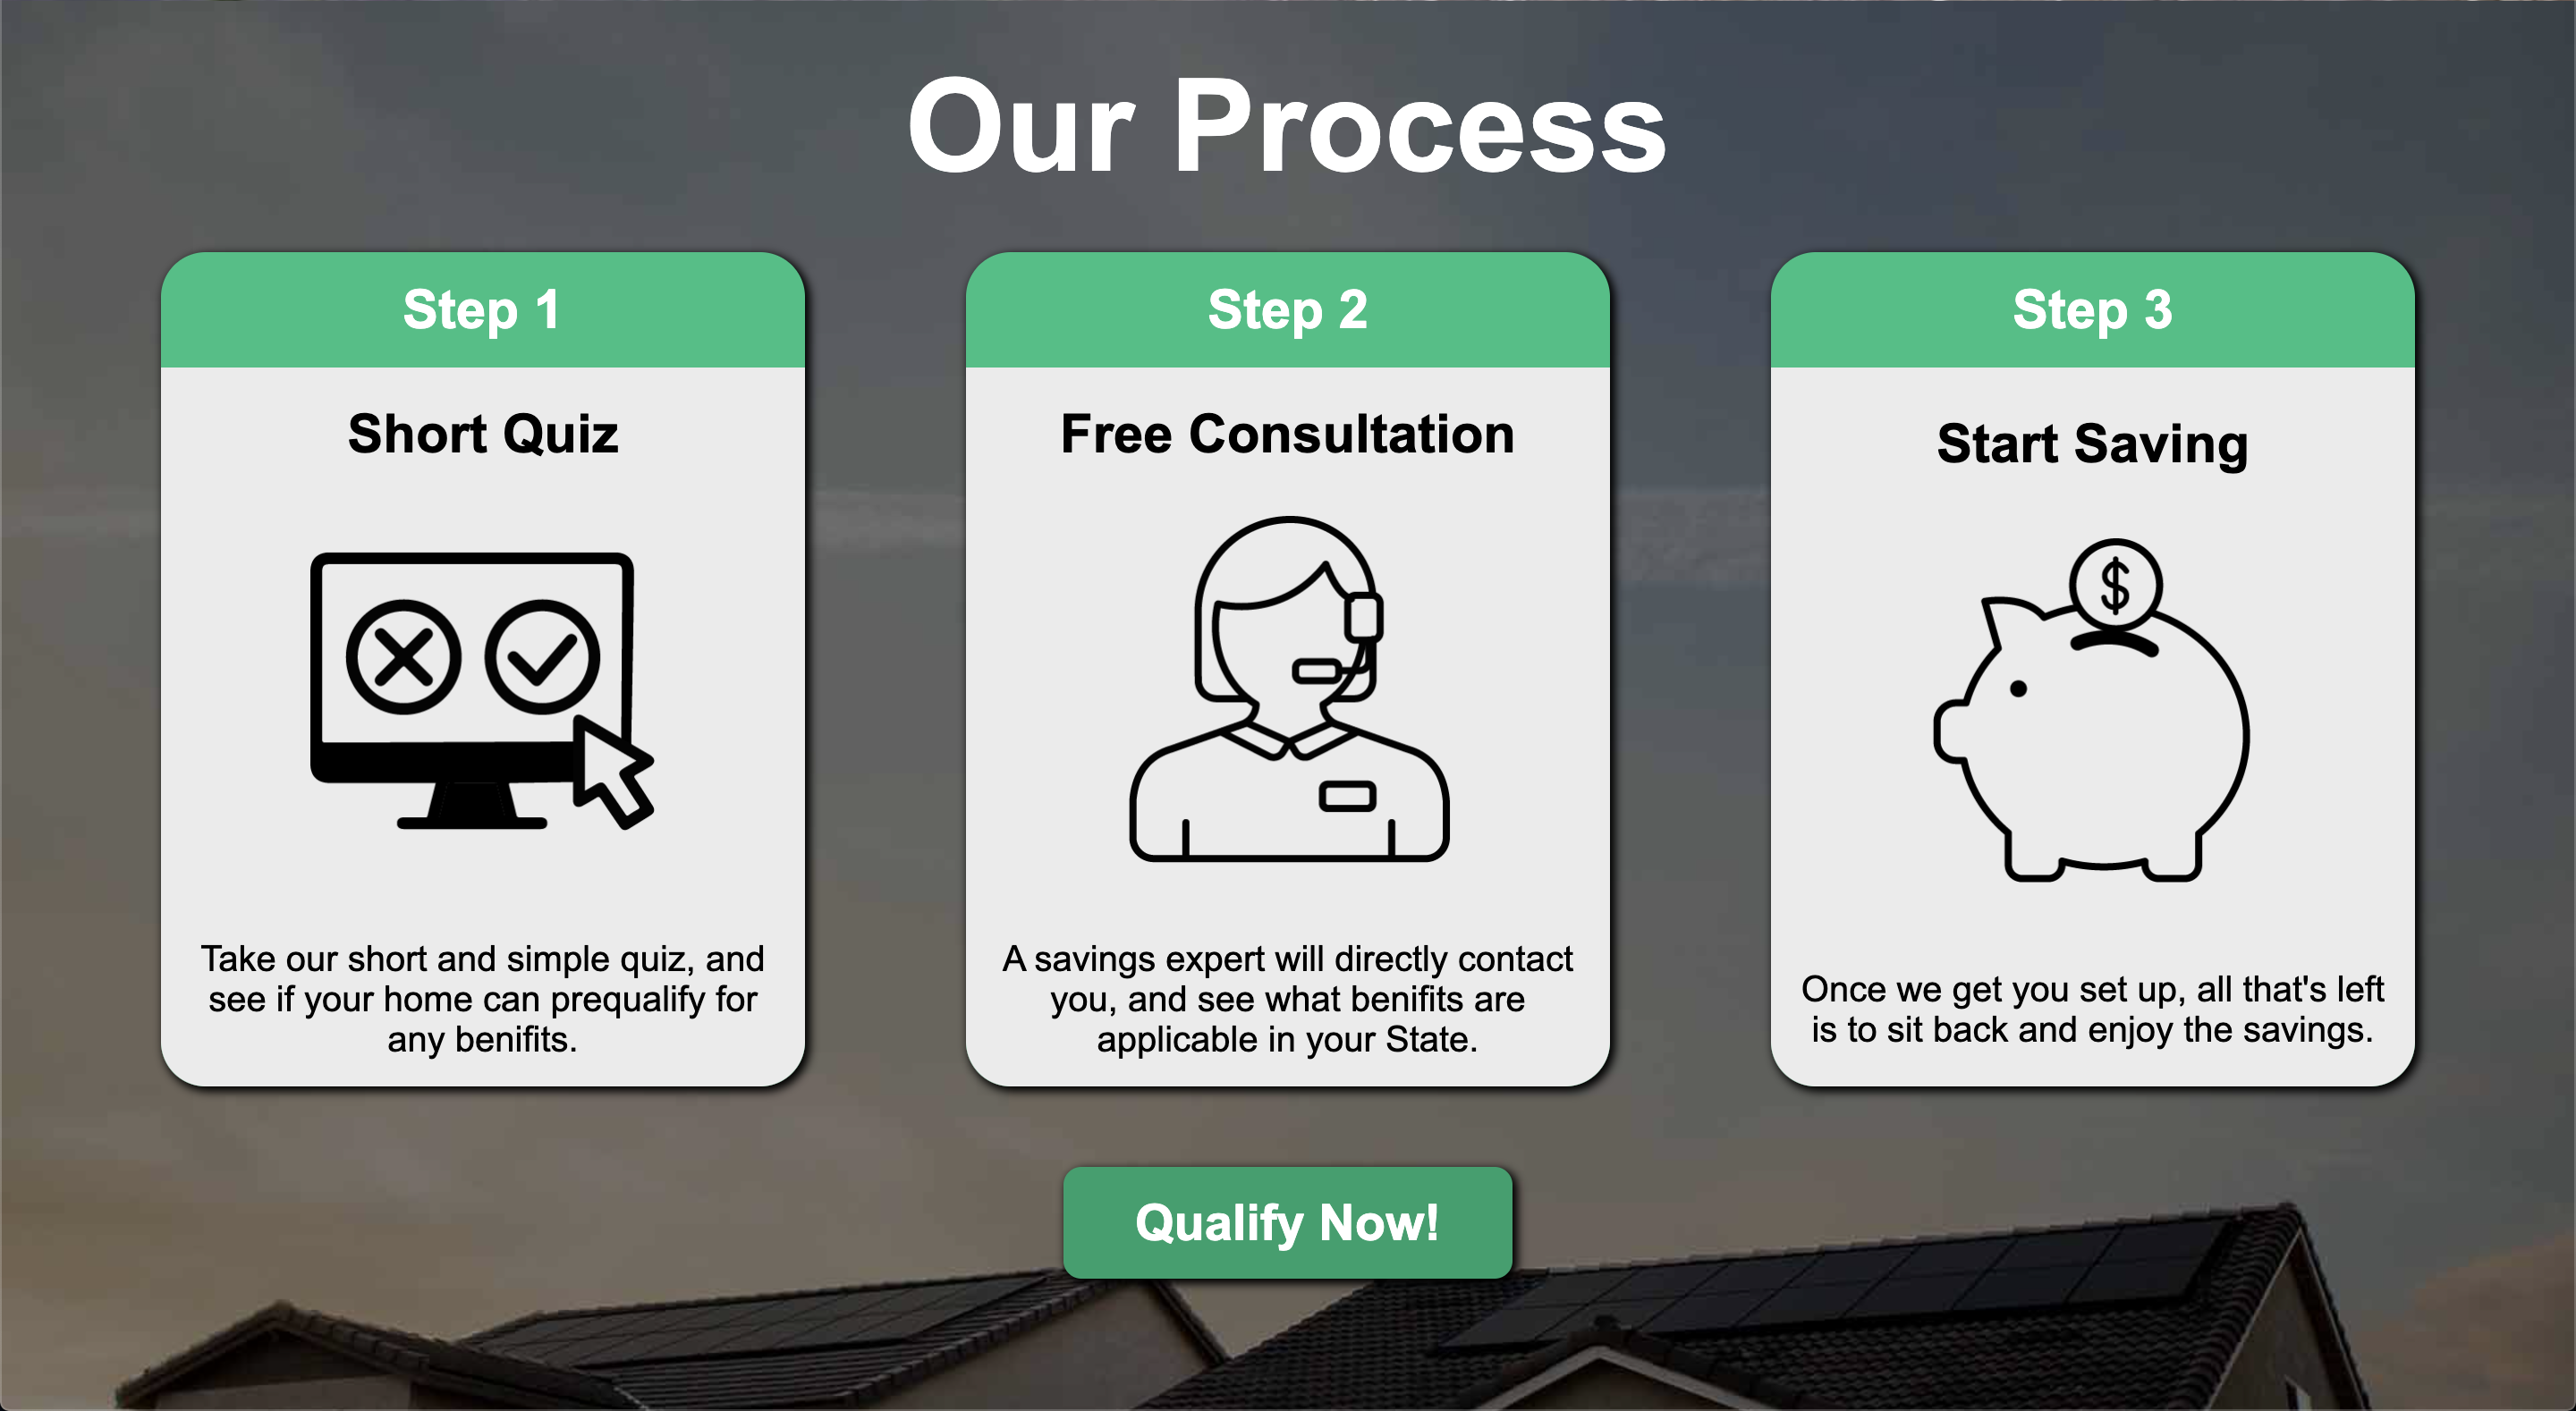 Our Process
Step 1
Short Quiz
Take our short and simple quiz, and
see if your home can prequalify for
any benifits.
Step 2
Free Consultation
A savings expert will directly contact
you, and see what benifits are
applicable in your State.
Step 3
Start Saving
$
Once we get you set up, all that's left
is to sit back and enjoy the savings.
Qualify Now!